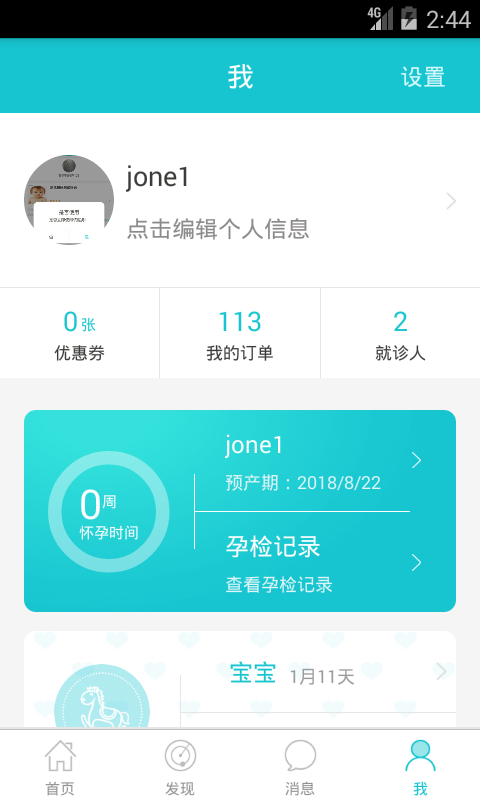 4G 2:44
我 设置
jone1
点击编辑个人信息
0张 113 2
优惠券 我的订单 就诊人
jone1
预产期：2018/8/22
0周
怀孕时间
孕检记录
查看孕检记录
宝宝 1月11天
首页 发现 消息 我